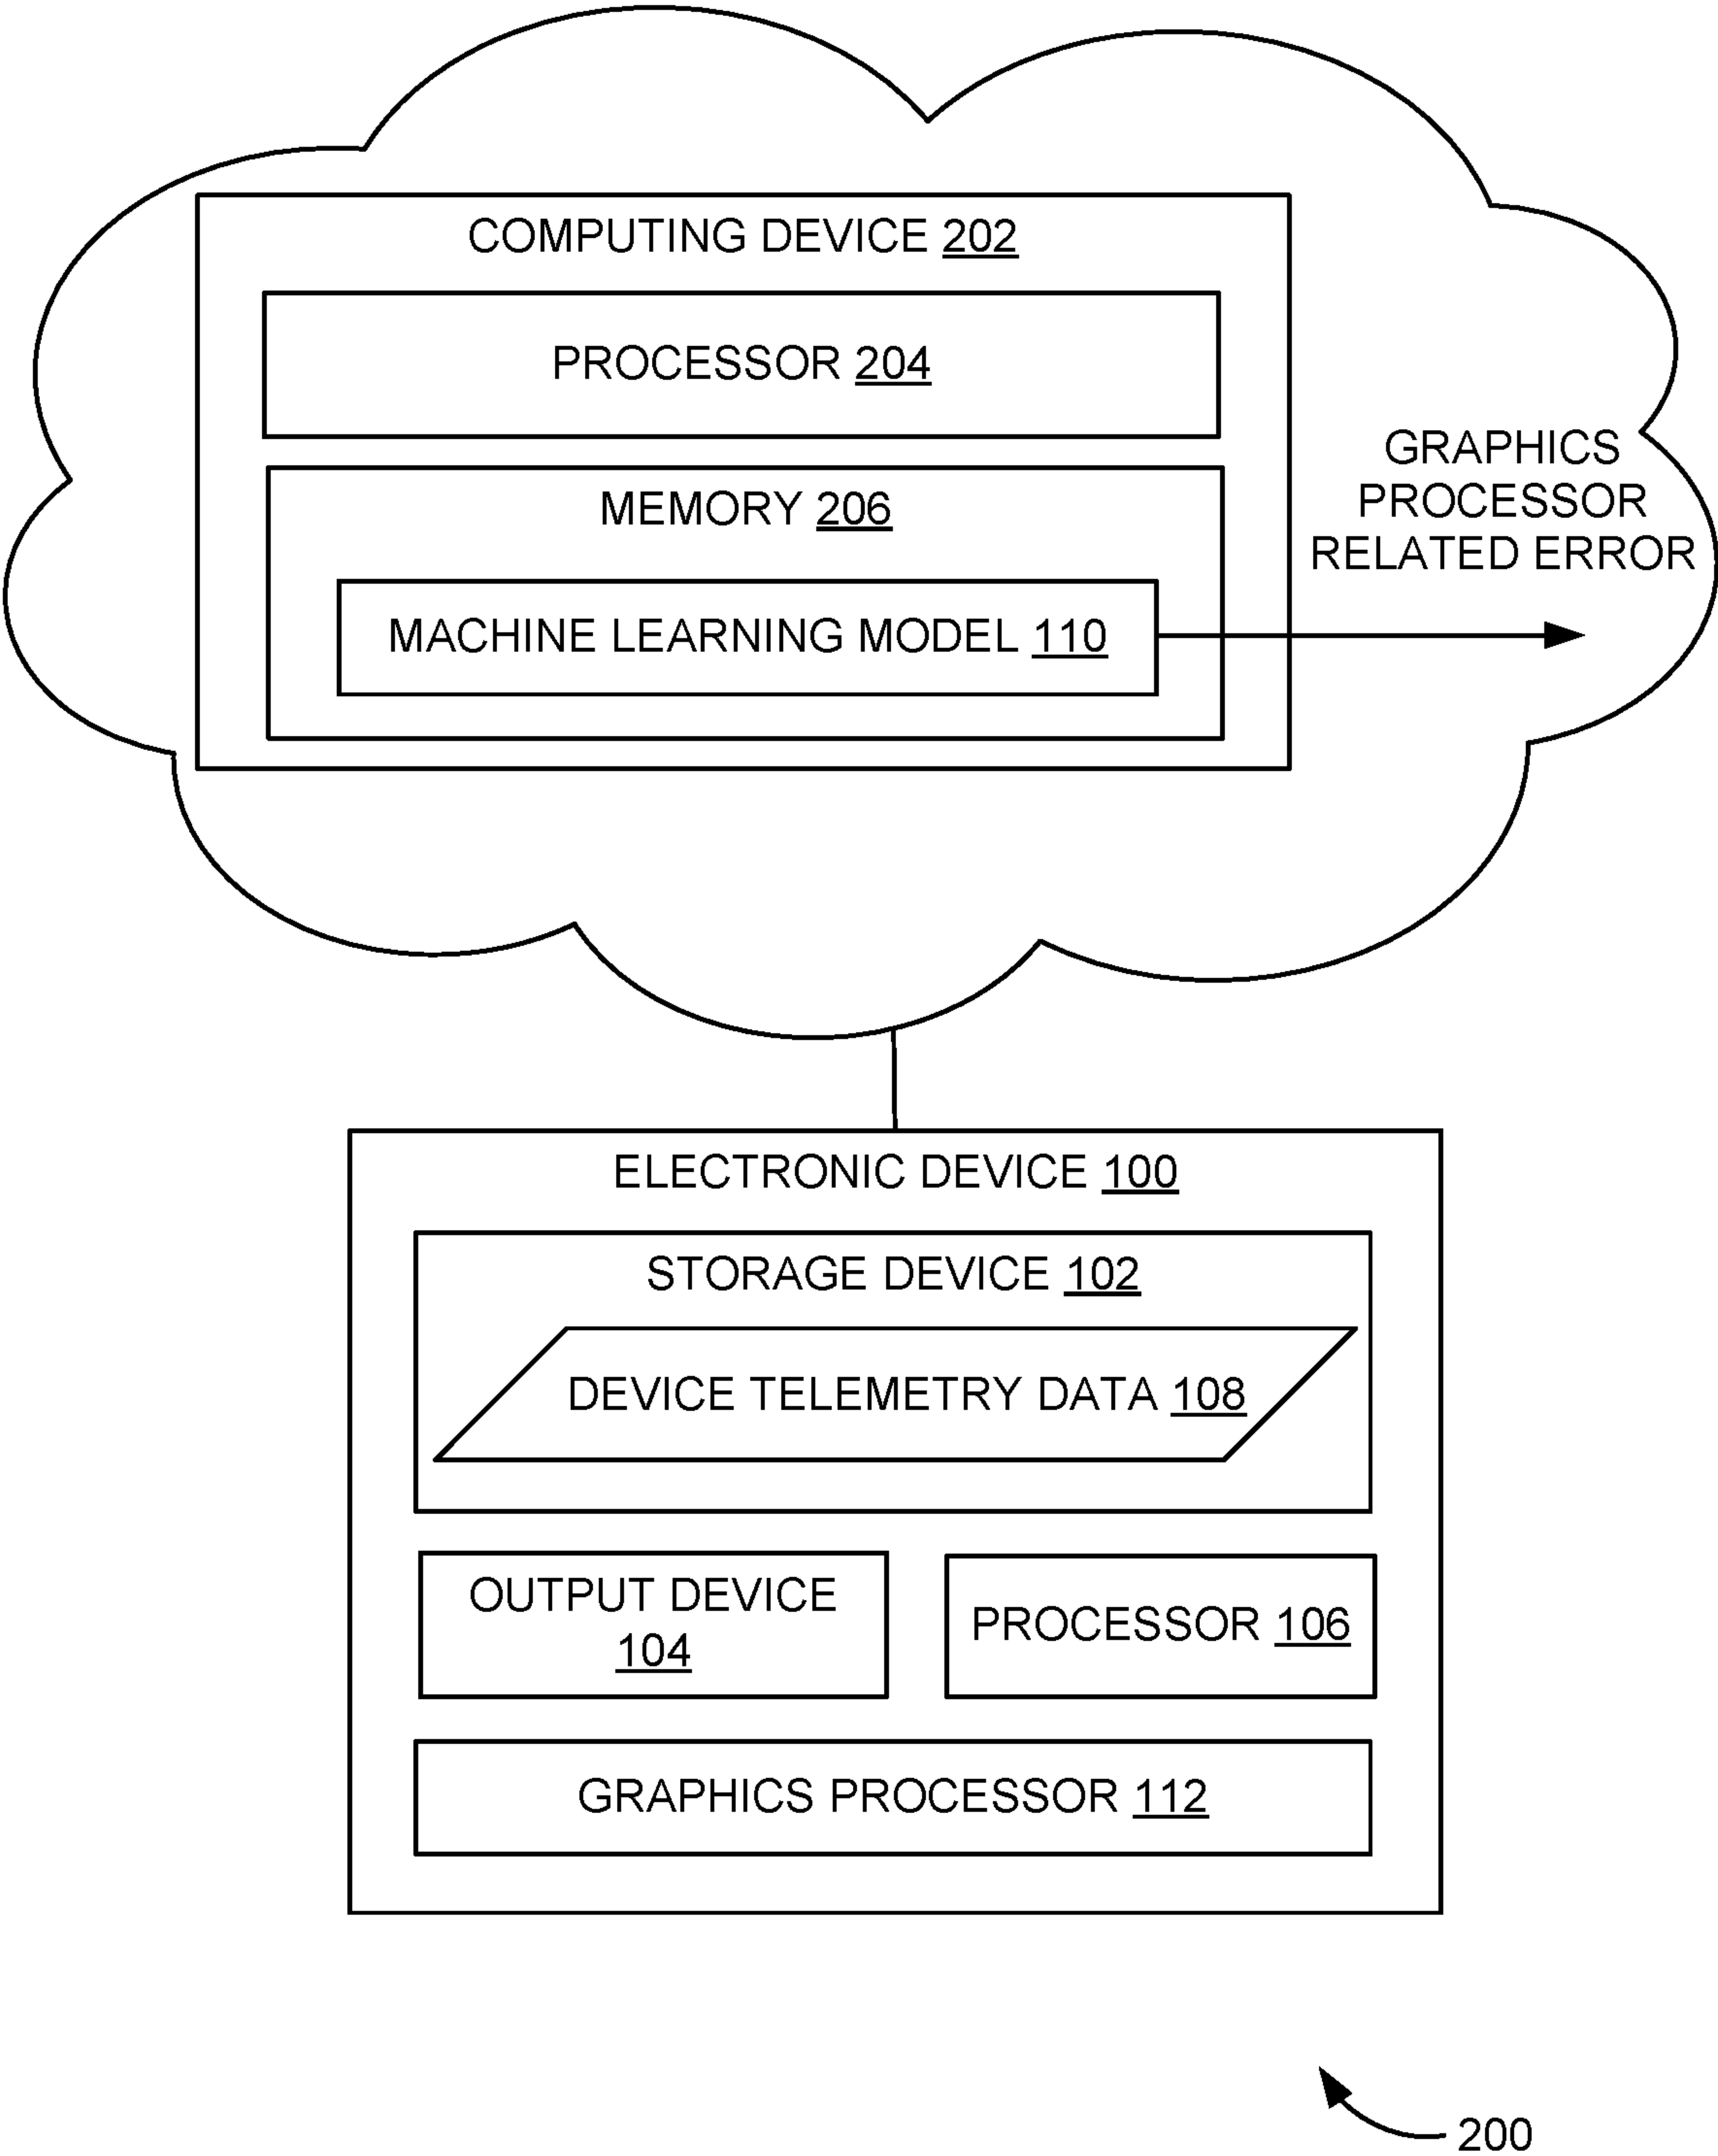 COMPUTING DEVICE 202
PROCESSOR 204
MEMORY 206
MACHINE LEARNING MODEL 110
GRAPHICS
PROCESSOR
RELATED ERROR
ELECTRONIC DEVICE 100
STORAGE DEVICE 102
DEVICE TELEMETRY DATA 108
OUTPUT DEVICE
104
PROCESSOR 106
GRAPHICS PROCESSOR 112
200